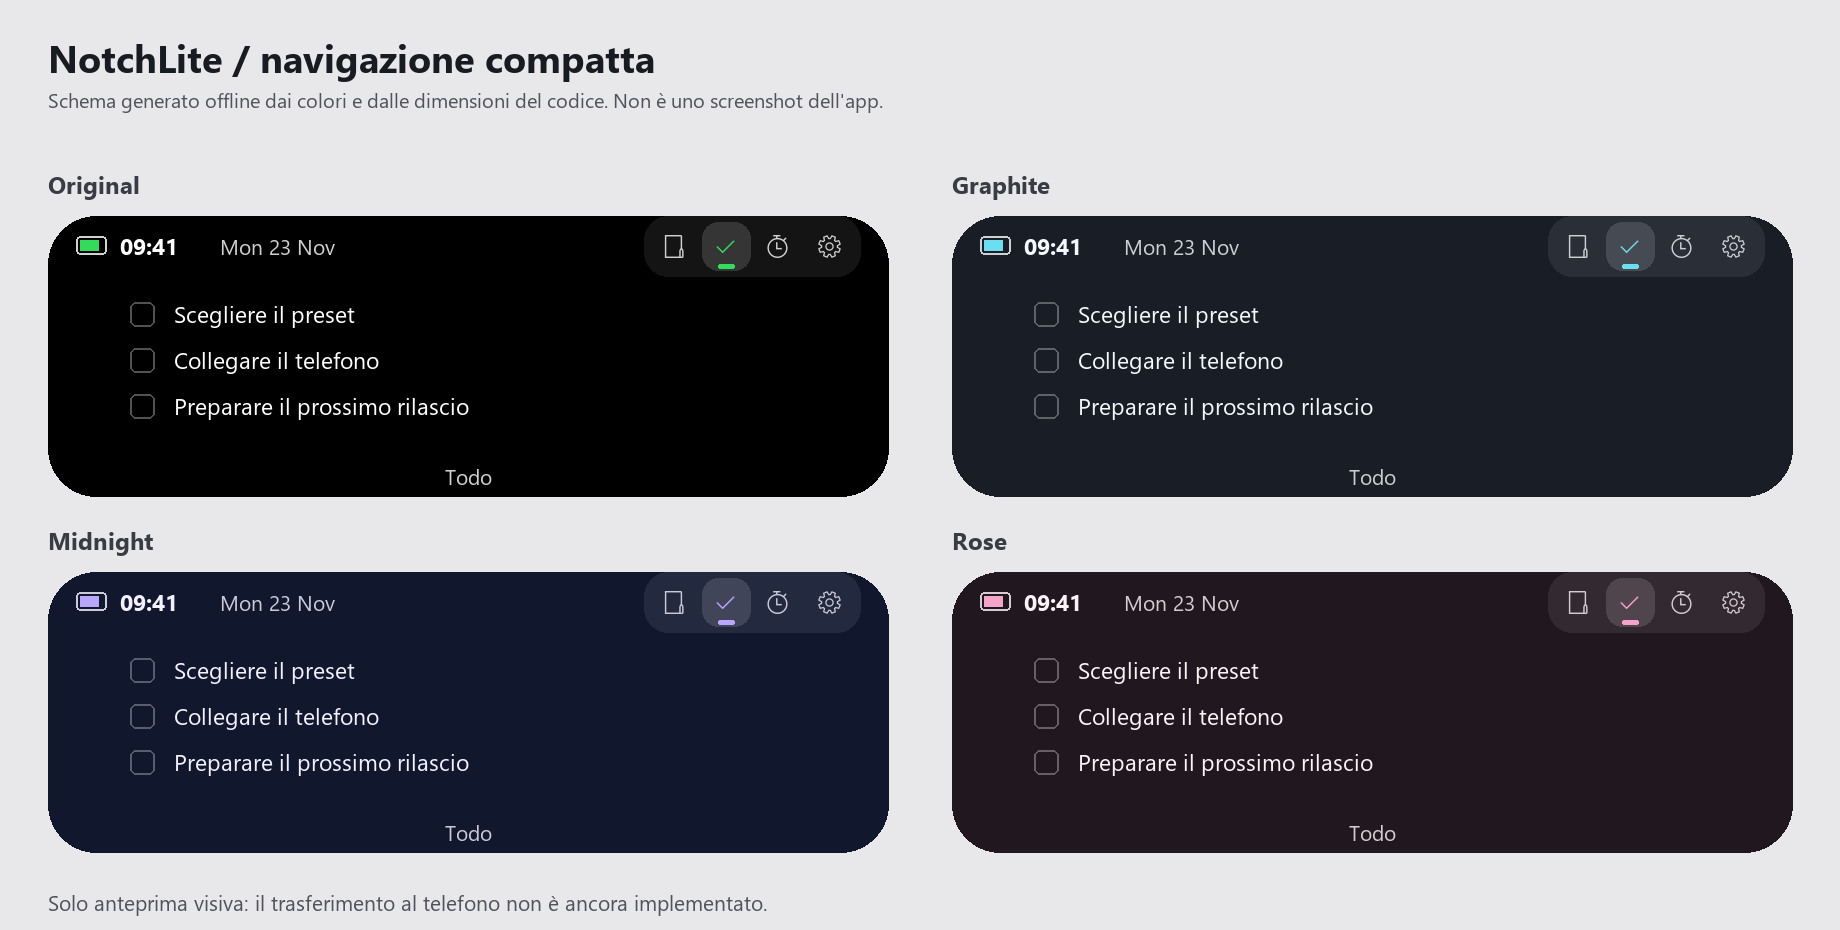 NotchLite / navigazione compatta
Schema generato offline dai colori e dalle dimensioni del codice. Non è uno screenshot dell'app.
Original
09:41 Mon 23 Nov
Scegliere il preset
Collegare il telefono
Preparare il prossimo rilascio
Todo
Graphite
09:41 Mon 23 Nov
Scegliere il preset
Collegare il telefono
Preparare il prossimo rilascio
Todo
Midnight
09:41 Mon 23 Nov
Scegliere il preset
Collegare il telefono
Preparare il prossimo rilascio
Todo
Rose
09:41 Mon 23 Nov
Scegliere il preset
Collegare il telefono
Preparare il prossimo rilascio
Todo
Solo anteprima visiva: il trasferimento al telefono non è ancora implementato.